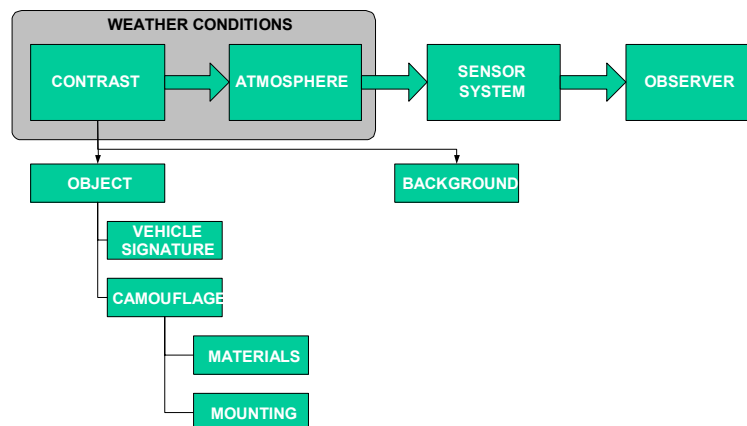 WEATHER CONDITIONS
CONTRAST
ATMOSPHERE
SENSOR
SYSTEM
OBSERVER
OBJECT
BACKGROUND
VEHICLE
SIGNATURE
CAMOUFLAGE
MATERIALS
MOUNTING